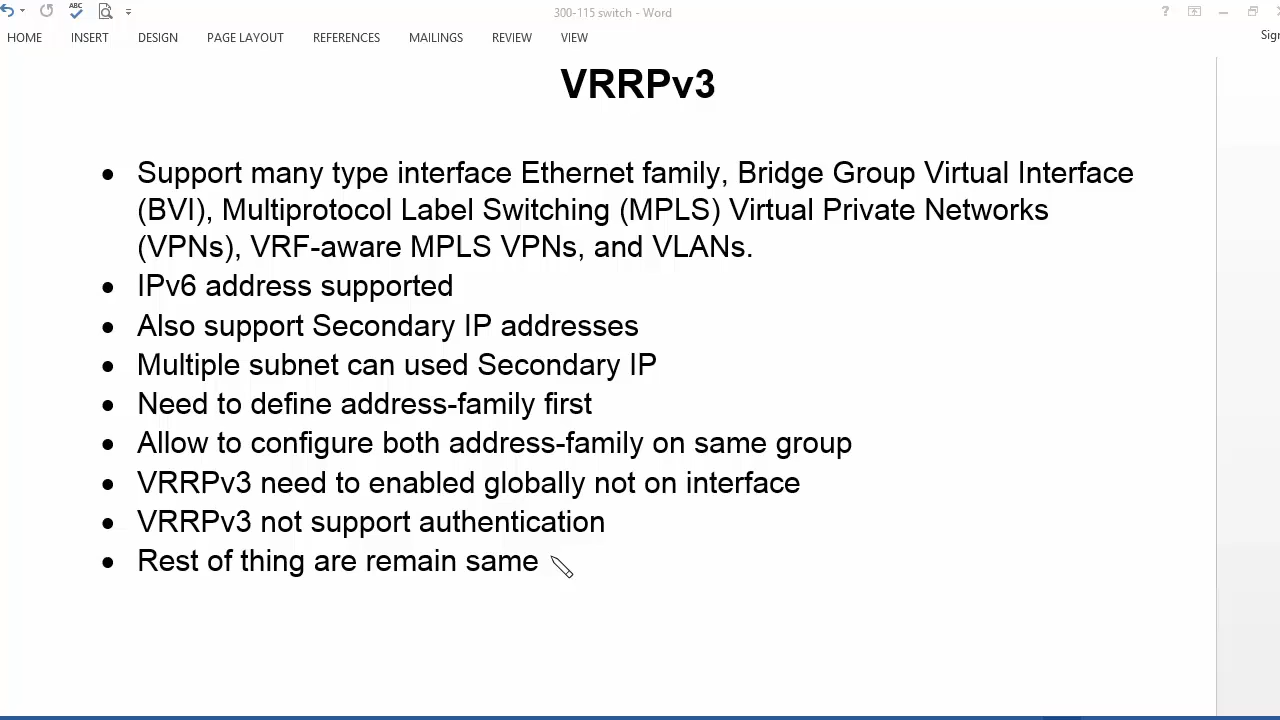 ABC
300-115 switch - Word
?
HOME INSERT DESIGN PAGE LAYOUT REFERENCES MAILINGS REVIEW VIEW
VRRPv3
• Support many type interface Ethernet family, Bridge Group Virtual Interface
(BVI), Multiprotocol Label Switching (MPLS) Virtual Private Networks
(VPNs), VRF-aware MPLS VPNs, and VLANs.
• IPv6 address supported
• Also support Secondary IP addresses
• Multiple subnet can used Secondary IP
• Need to define address-family first
• Allow to configure both address-family on same group
• VRRPv3 need to enabled globally not on interface
• VRRPv3 not support authentication
• Rest of thing are remain same